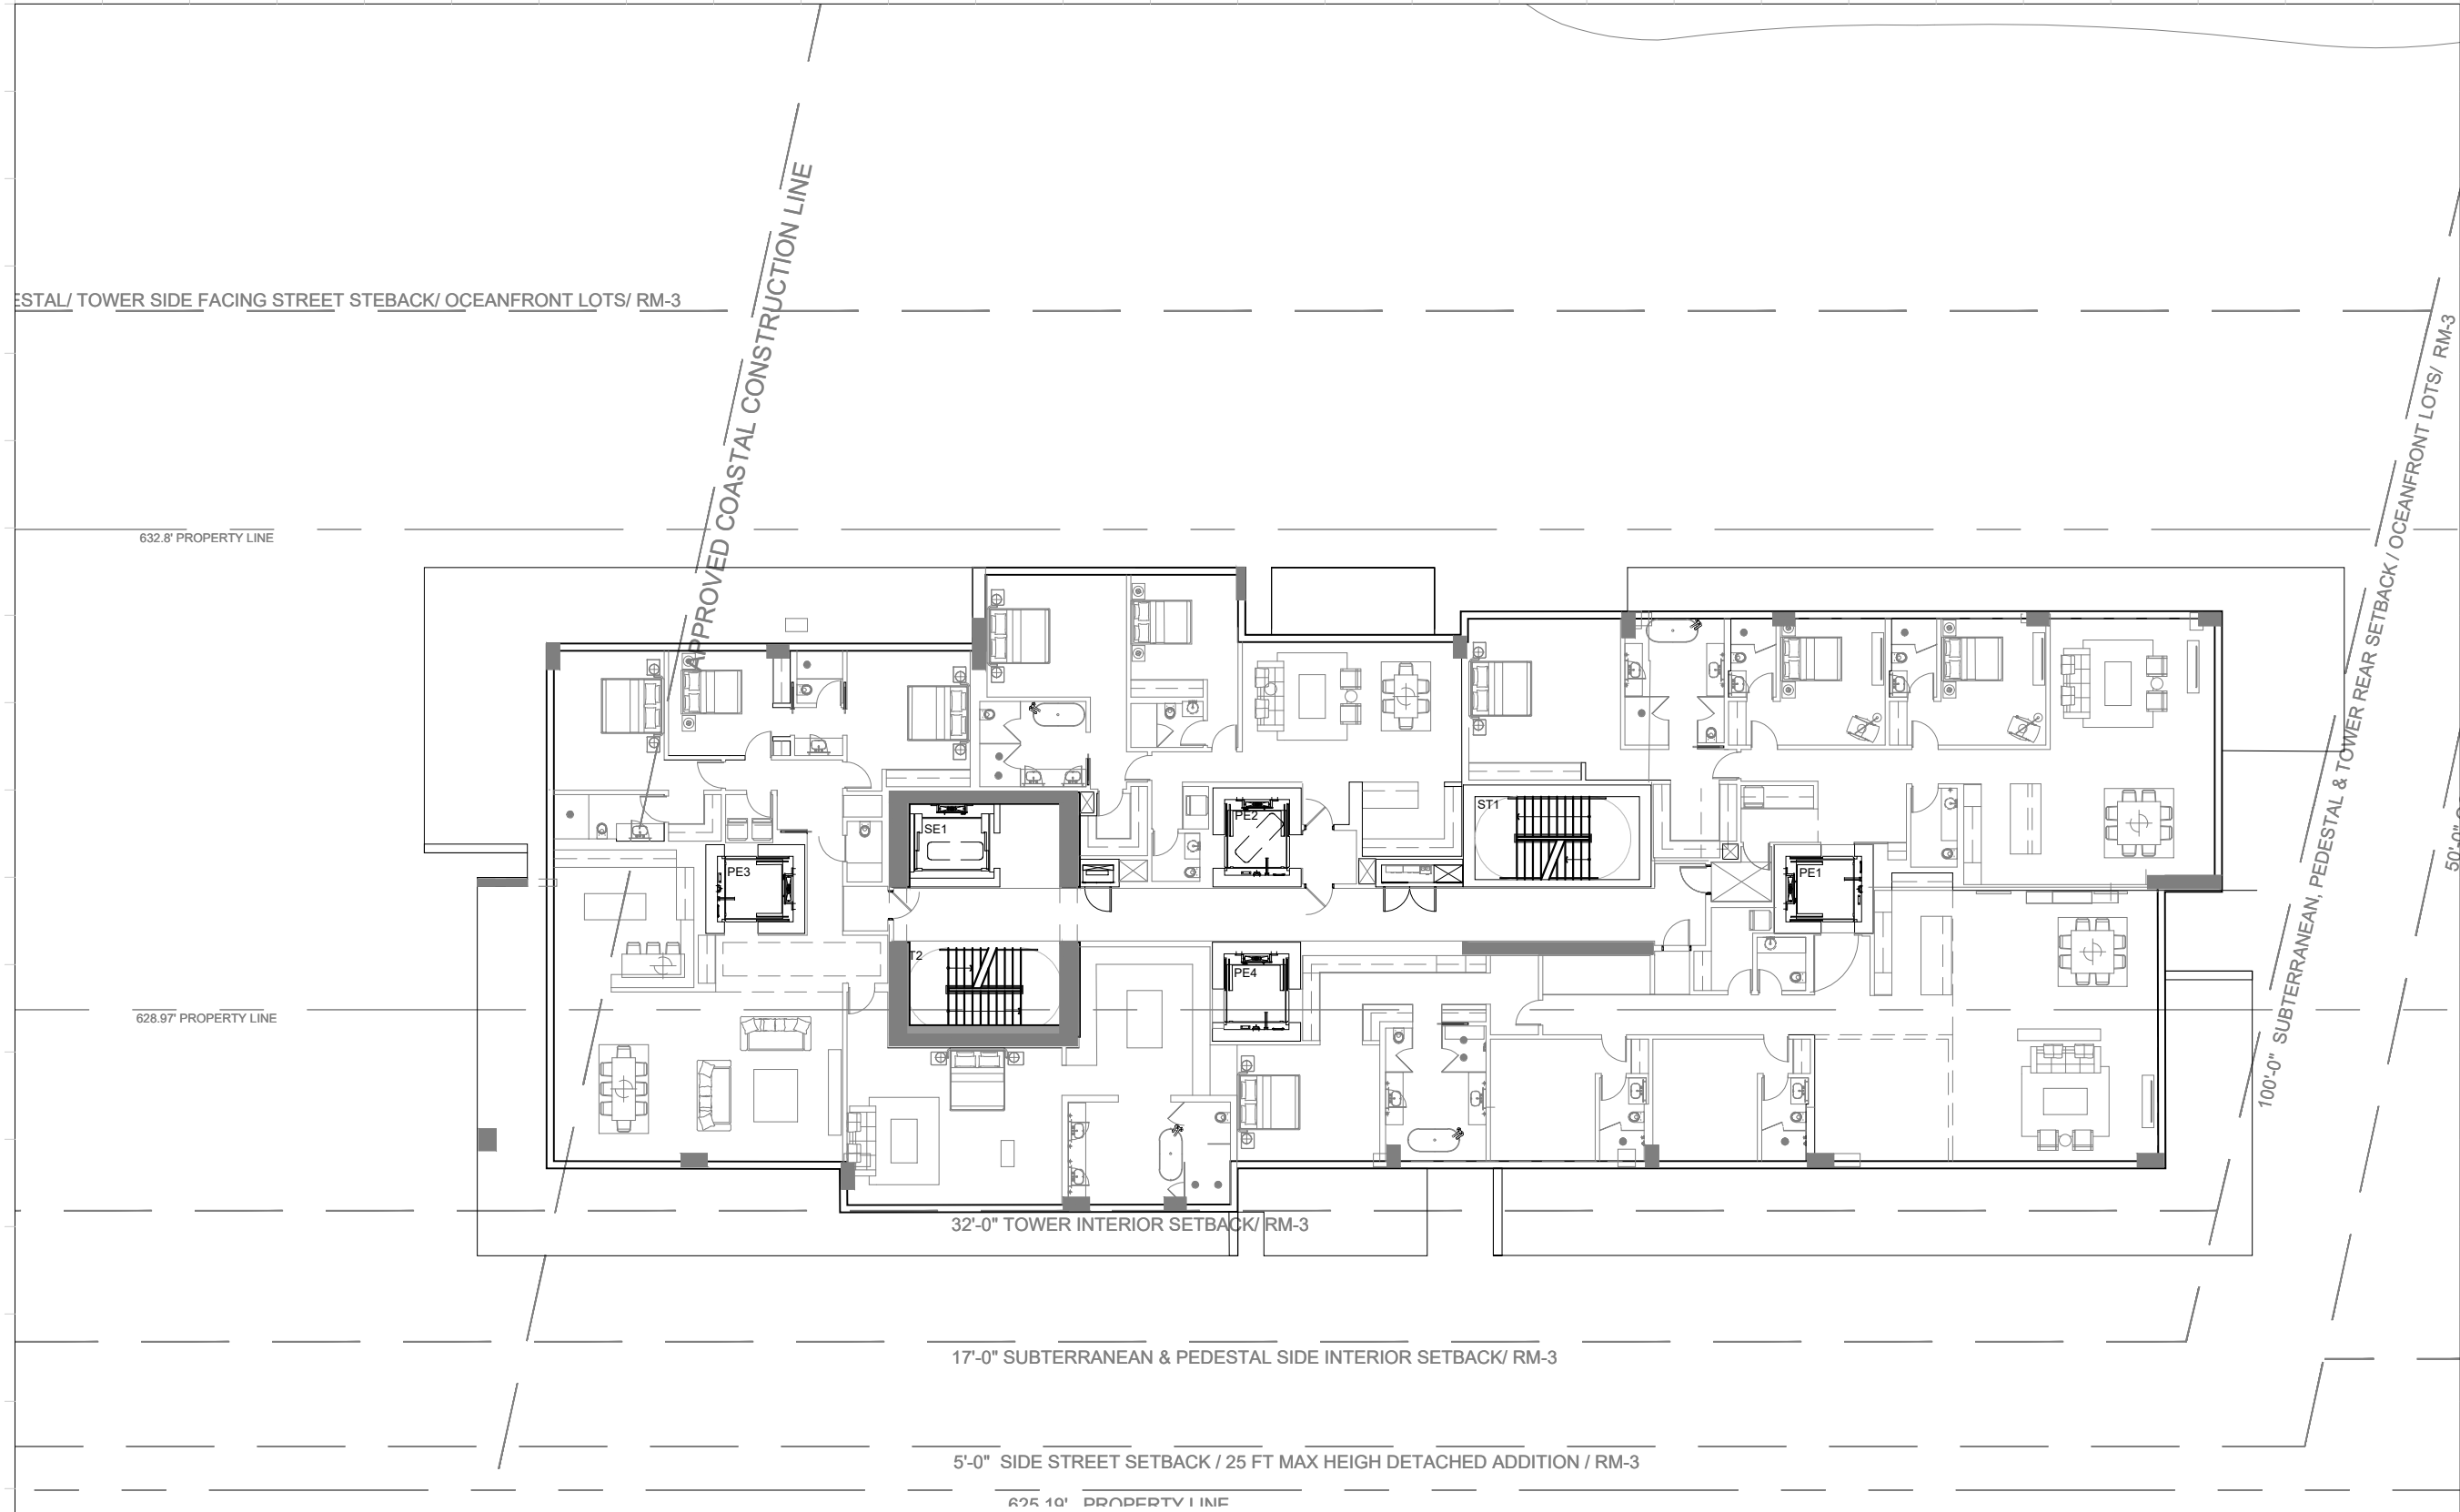 ESTAL/ TOWER SIDE FACING STREET STEBACK/ OCEANFRONT LOTS/ RM-3
APPROVED COASTAL CONSTRUCTION LINE
632.8' PROPERTY LINE
100'-0" SUBTERRANEAN, PEDESTAL & TOWER REAR SETBACK / OCEANFRONT LOTS/ RM-3
50'-0"
SE1
PE2
ST1
PE3
PE1
T2
PE4
628.97' PROPERTY LINE
32'-0" TOWER INTERIOR SETBACK/ RM-3
17'-0" SUBTERRANEAN & PEDESTAL SIDE INTERIOR SETBACK/ RM-3
5'-0" SIDE STREET SETBACK / 25 FT MAX HEIGH DETACHED ADDITION / RM-3
625.19' PROPERTY LINE